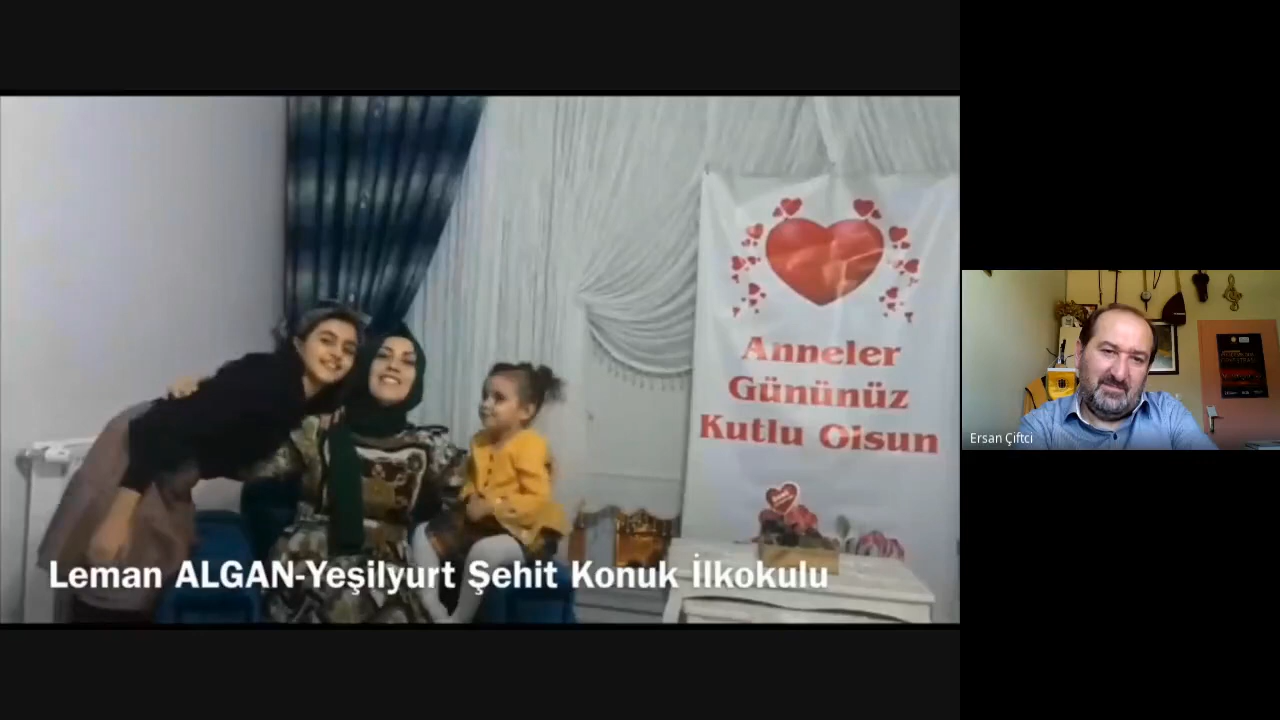 Anneler
Gününüz
Kutlu Olsun
Leman ALGAN-Yeşilyurt Şehit Konuk İlkokulu
Ersan Çiftci